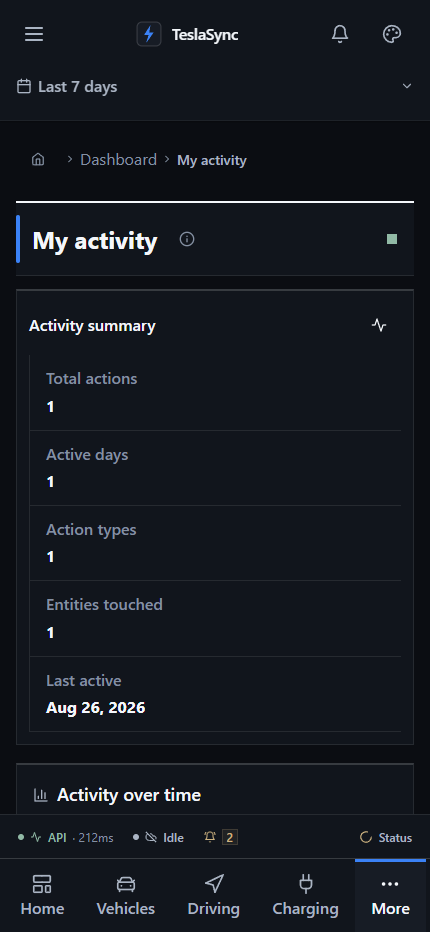 TeslaSync
Last 7 days
Dashboard My activity
My activity
Activity summary
Total actions
1
Active days
1
Action types
1
Entities touched
1
Last active
Aug 26, 2026
Activity over time
API · 212ms Idle 2 Status
Home Vehicles Driving Charging More